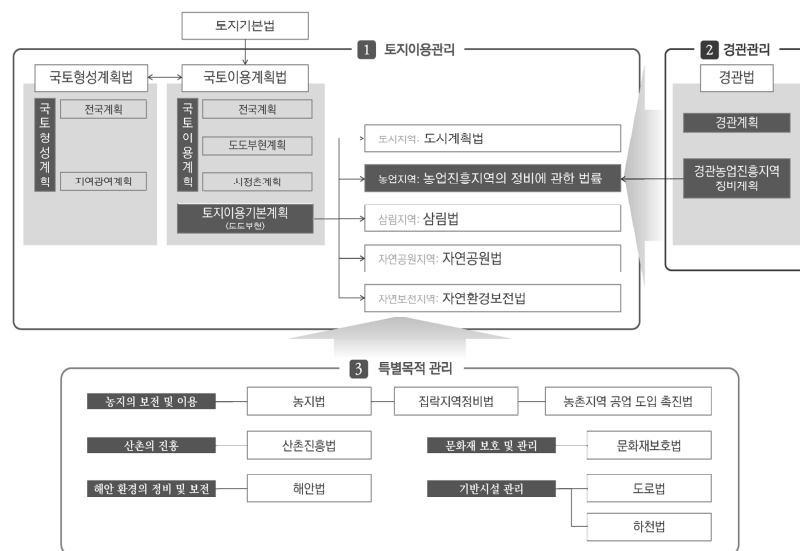 토지기본법
1 토지이용관리
국토형성계획법
국토이용계획법
국토형성계획
전국계획
지역광역계획
국토이용계획
전국계획
도도부현계획
시정촌계획
토지이용기본계획
(도도부현)
도시지역: 도시계획법
농업지역: 농업진흥지역의 정비에 관한 법률
삼림지역: 삼림법
자연공원지역: 자연공원법
자연보전지역: 자연환경보전법
2 경관관리
경관법
경관계획
경관농업진흥지역
정비계획
3 특별목적 관리
농지의 보전 및 이용
농지법
집락지역정비법
농촌지역 공업 도입 촉진법
산촌의 진흥
산촌진흥법
문화재 보호 및 관리
문화재보호법
해안 환경의 정비 및 보전
해안법
기반시설 관리
도로법
하천법